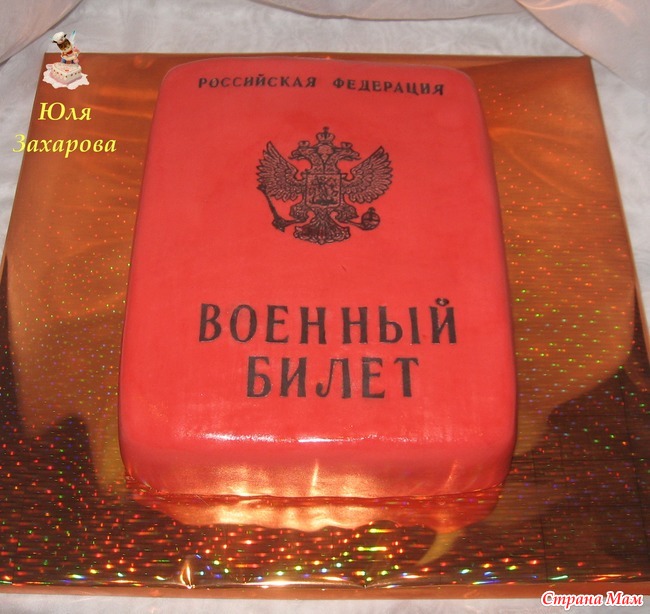 РОССИЙСКАЯ ФЕДЕРАЦИЯ
Юля
Захарова
ВОЕННЫЙ
БИЛЕТ
Страна Мам